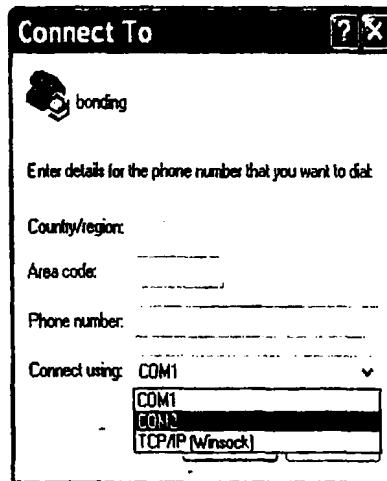 Connect To
bonding
Enter details for the phone number that you want to dial:
Country/region:
Area code:
Phone number:
Connect using: COM1
COM1
COM2
TCP/IP (Winsock)